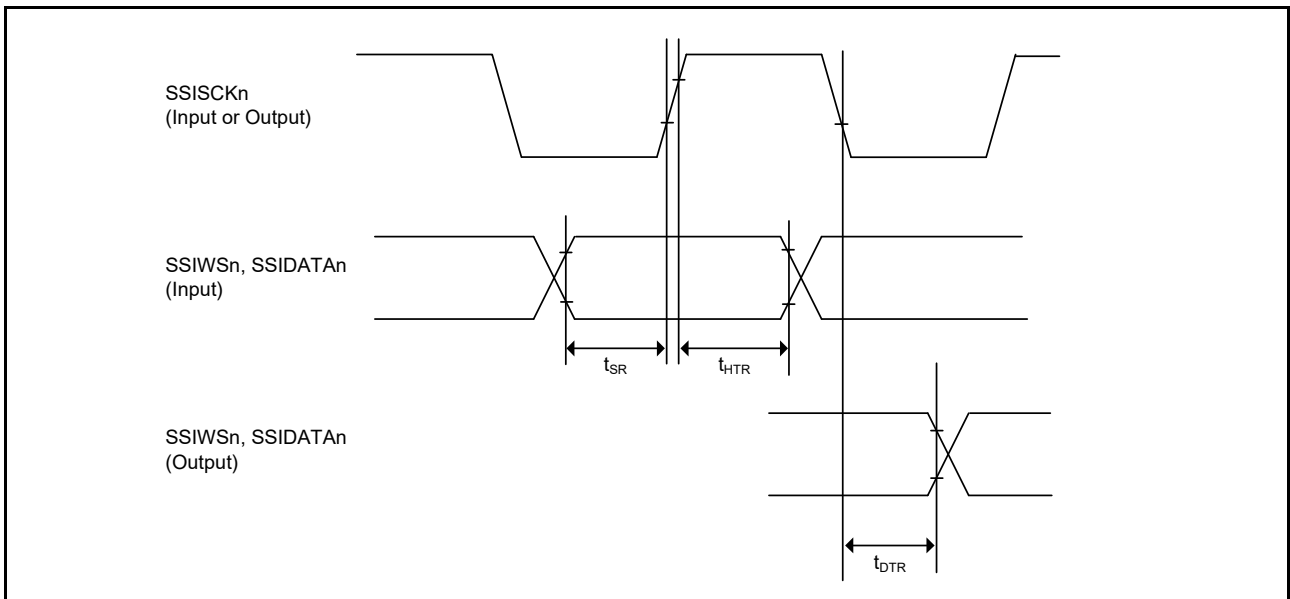 SSISCKn
(Input or Output)
SSIWSn, SSIDATAn
(Input)
tSR
tHTR
SSIWSn, SSIDATAn
(Output)
tDTR